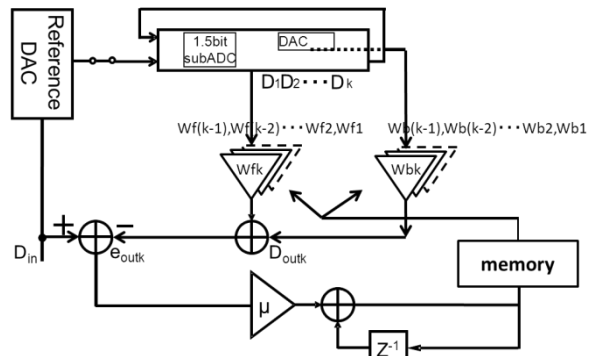 Reference
DAC
1.5bit
subADC
DAC
D1D2···Dk
Wf(k-1),Wf(k-2)···Wf2,Wf1
Wb(k-1),Wb(k-2)···Wb2,Wb1
Wfk
Wbk
+
−
Din
eoutk
Doutk
memory
μ
Z-1